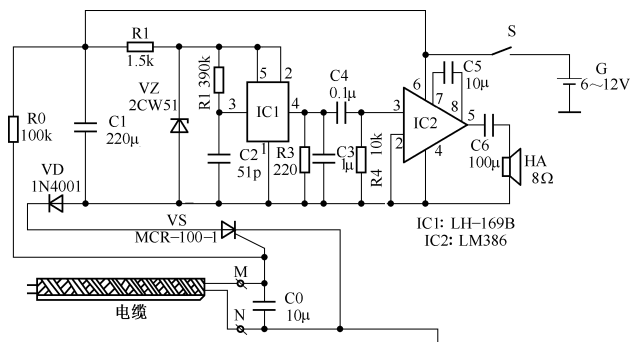 S
R1
1.5k
C5
10μ
G
6～12V
R0
100k
C1
220μ
VZ
2CW51
R1 390k
5
2
3
IC1
4
1
C4
0.1μ
6
7
8
3
2
IC2
5
4
C2
51p
R3
220
C3
1μ
R4 10k
C6
100μ
HA
8Ω
VD
1N4001
VS
MCR-100-1
IC1: LH-169B
IC2: LM386
M
C0
10μ
N
电缆